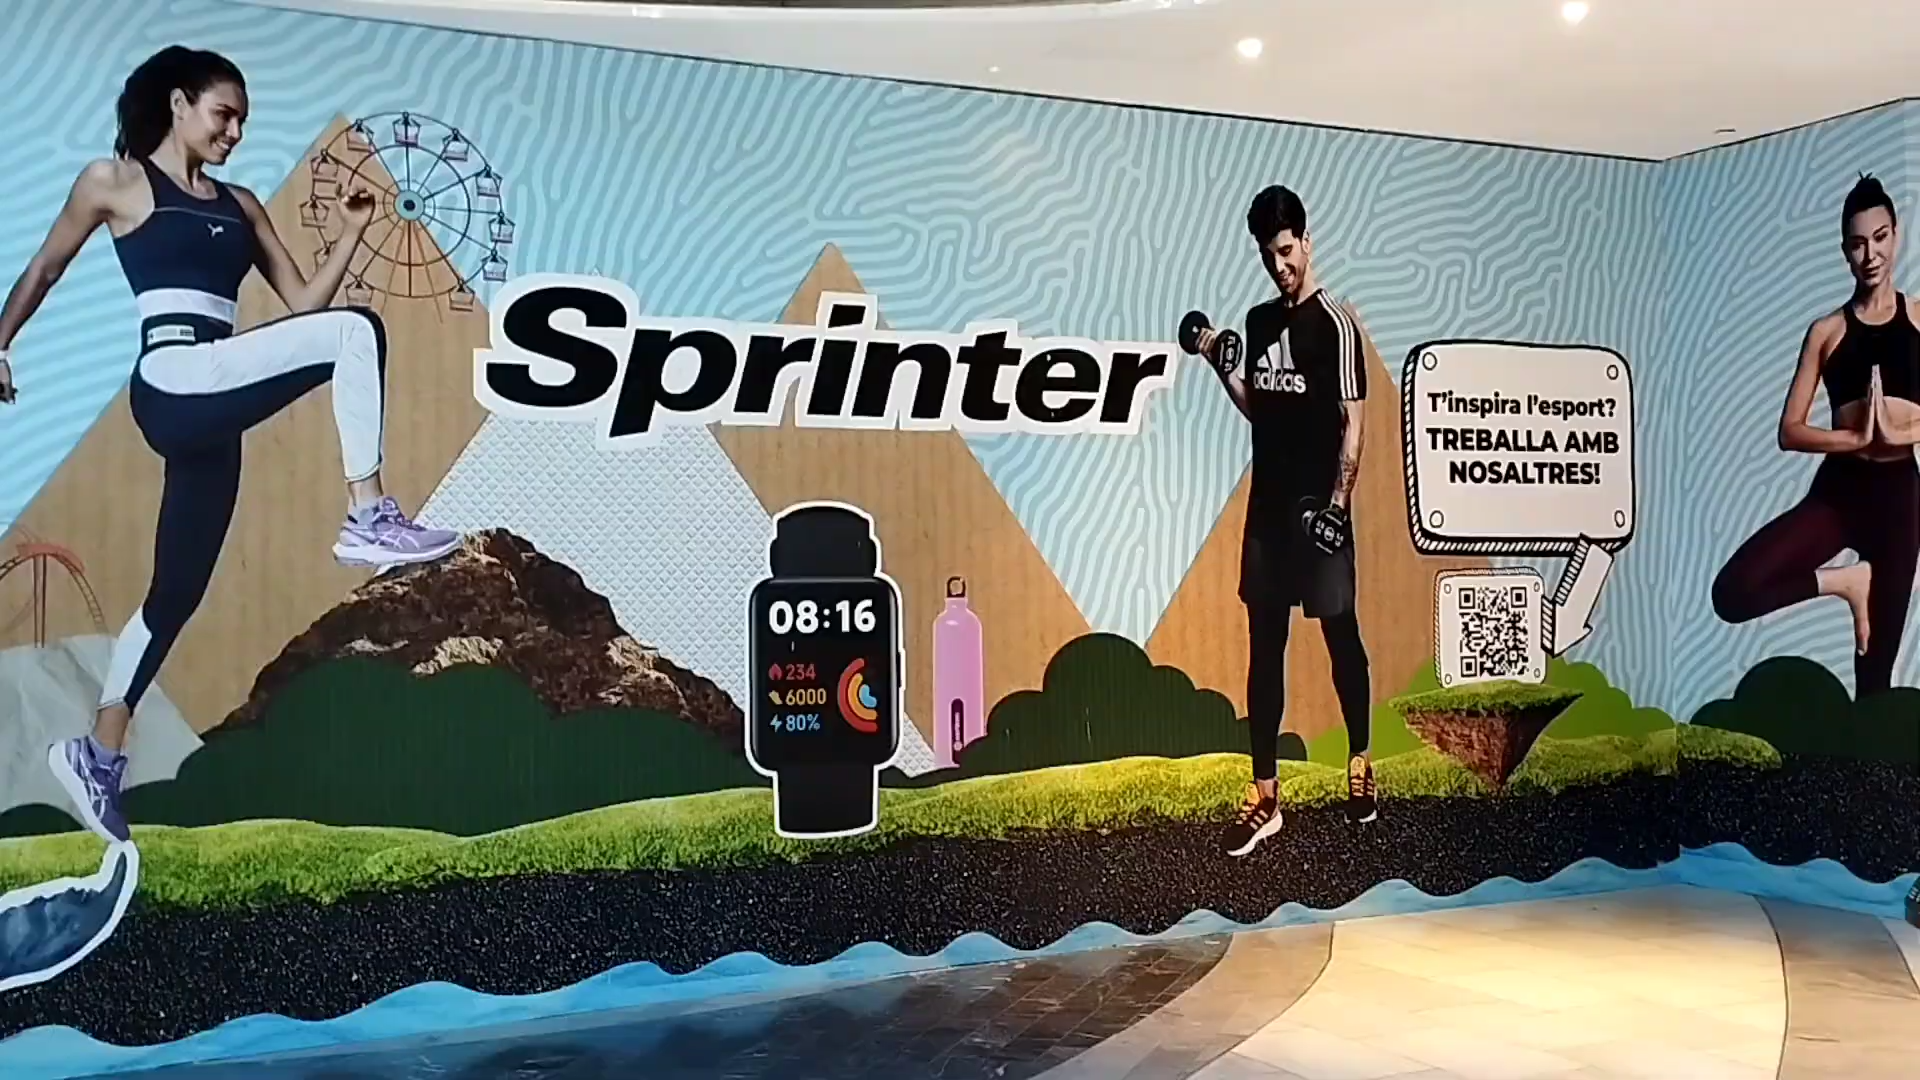 Sprinter
adidas
T'inspira l'esport?
TREBALLA AMB
NOSALTRES!
08:16
234
6000
80%